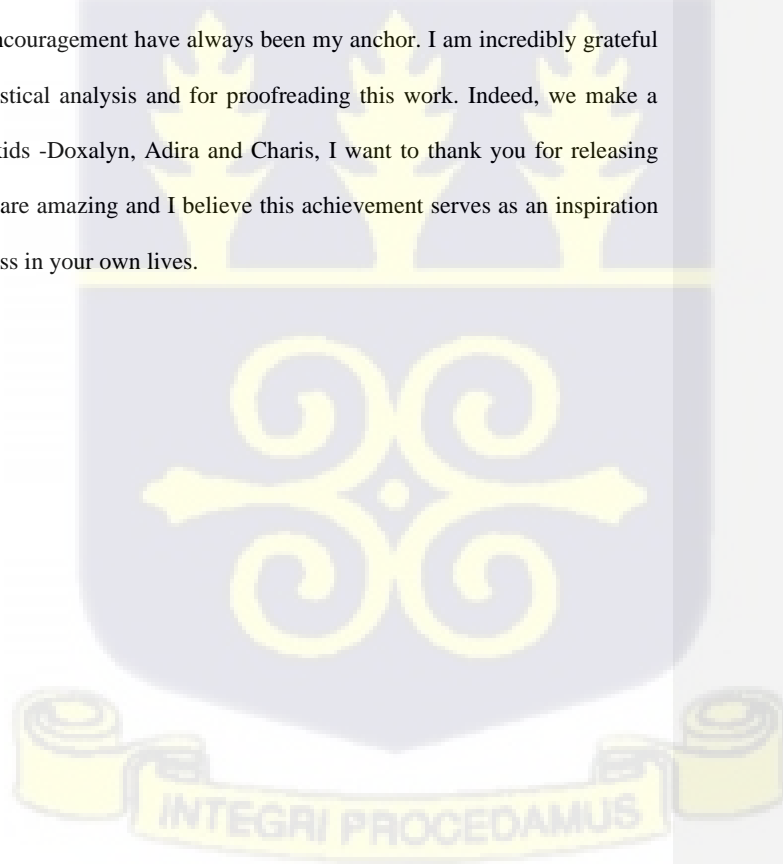 couragement have always been my anchor. I am incredibly grateful
stical analysis and for proofreading this work. Indeed, we make a
kids -Doxalyn, Adira and Charis, I want to thank you for releasing
are amazing and I believe this achievement serves as an inspiration
ss in your own lives.
INTEGRI PROCEDAMUS